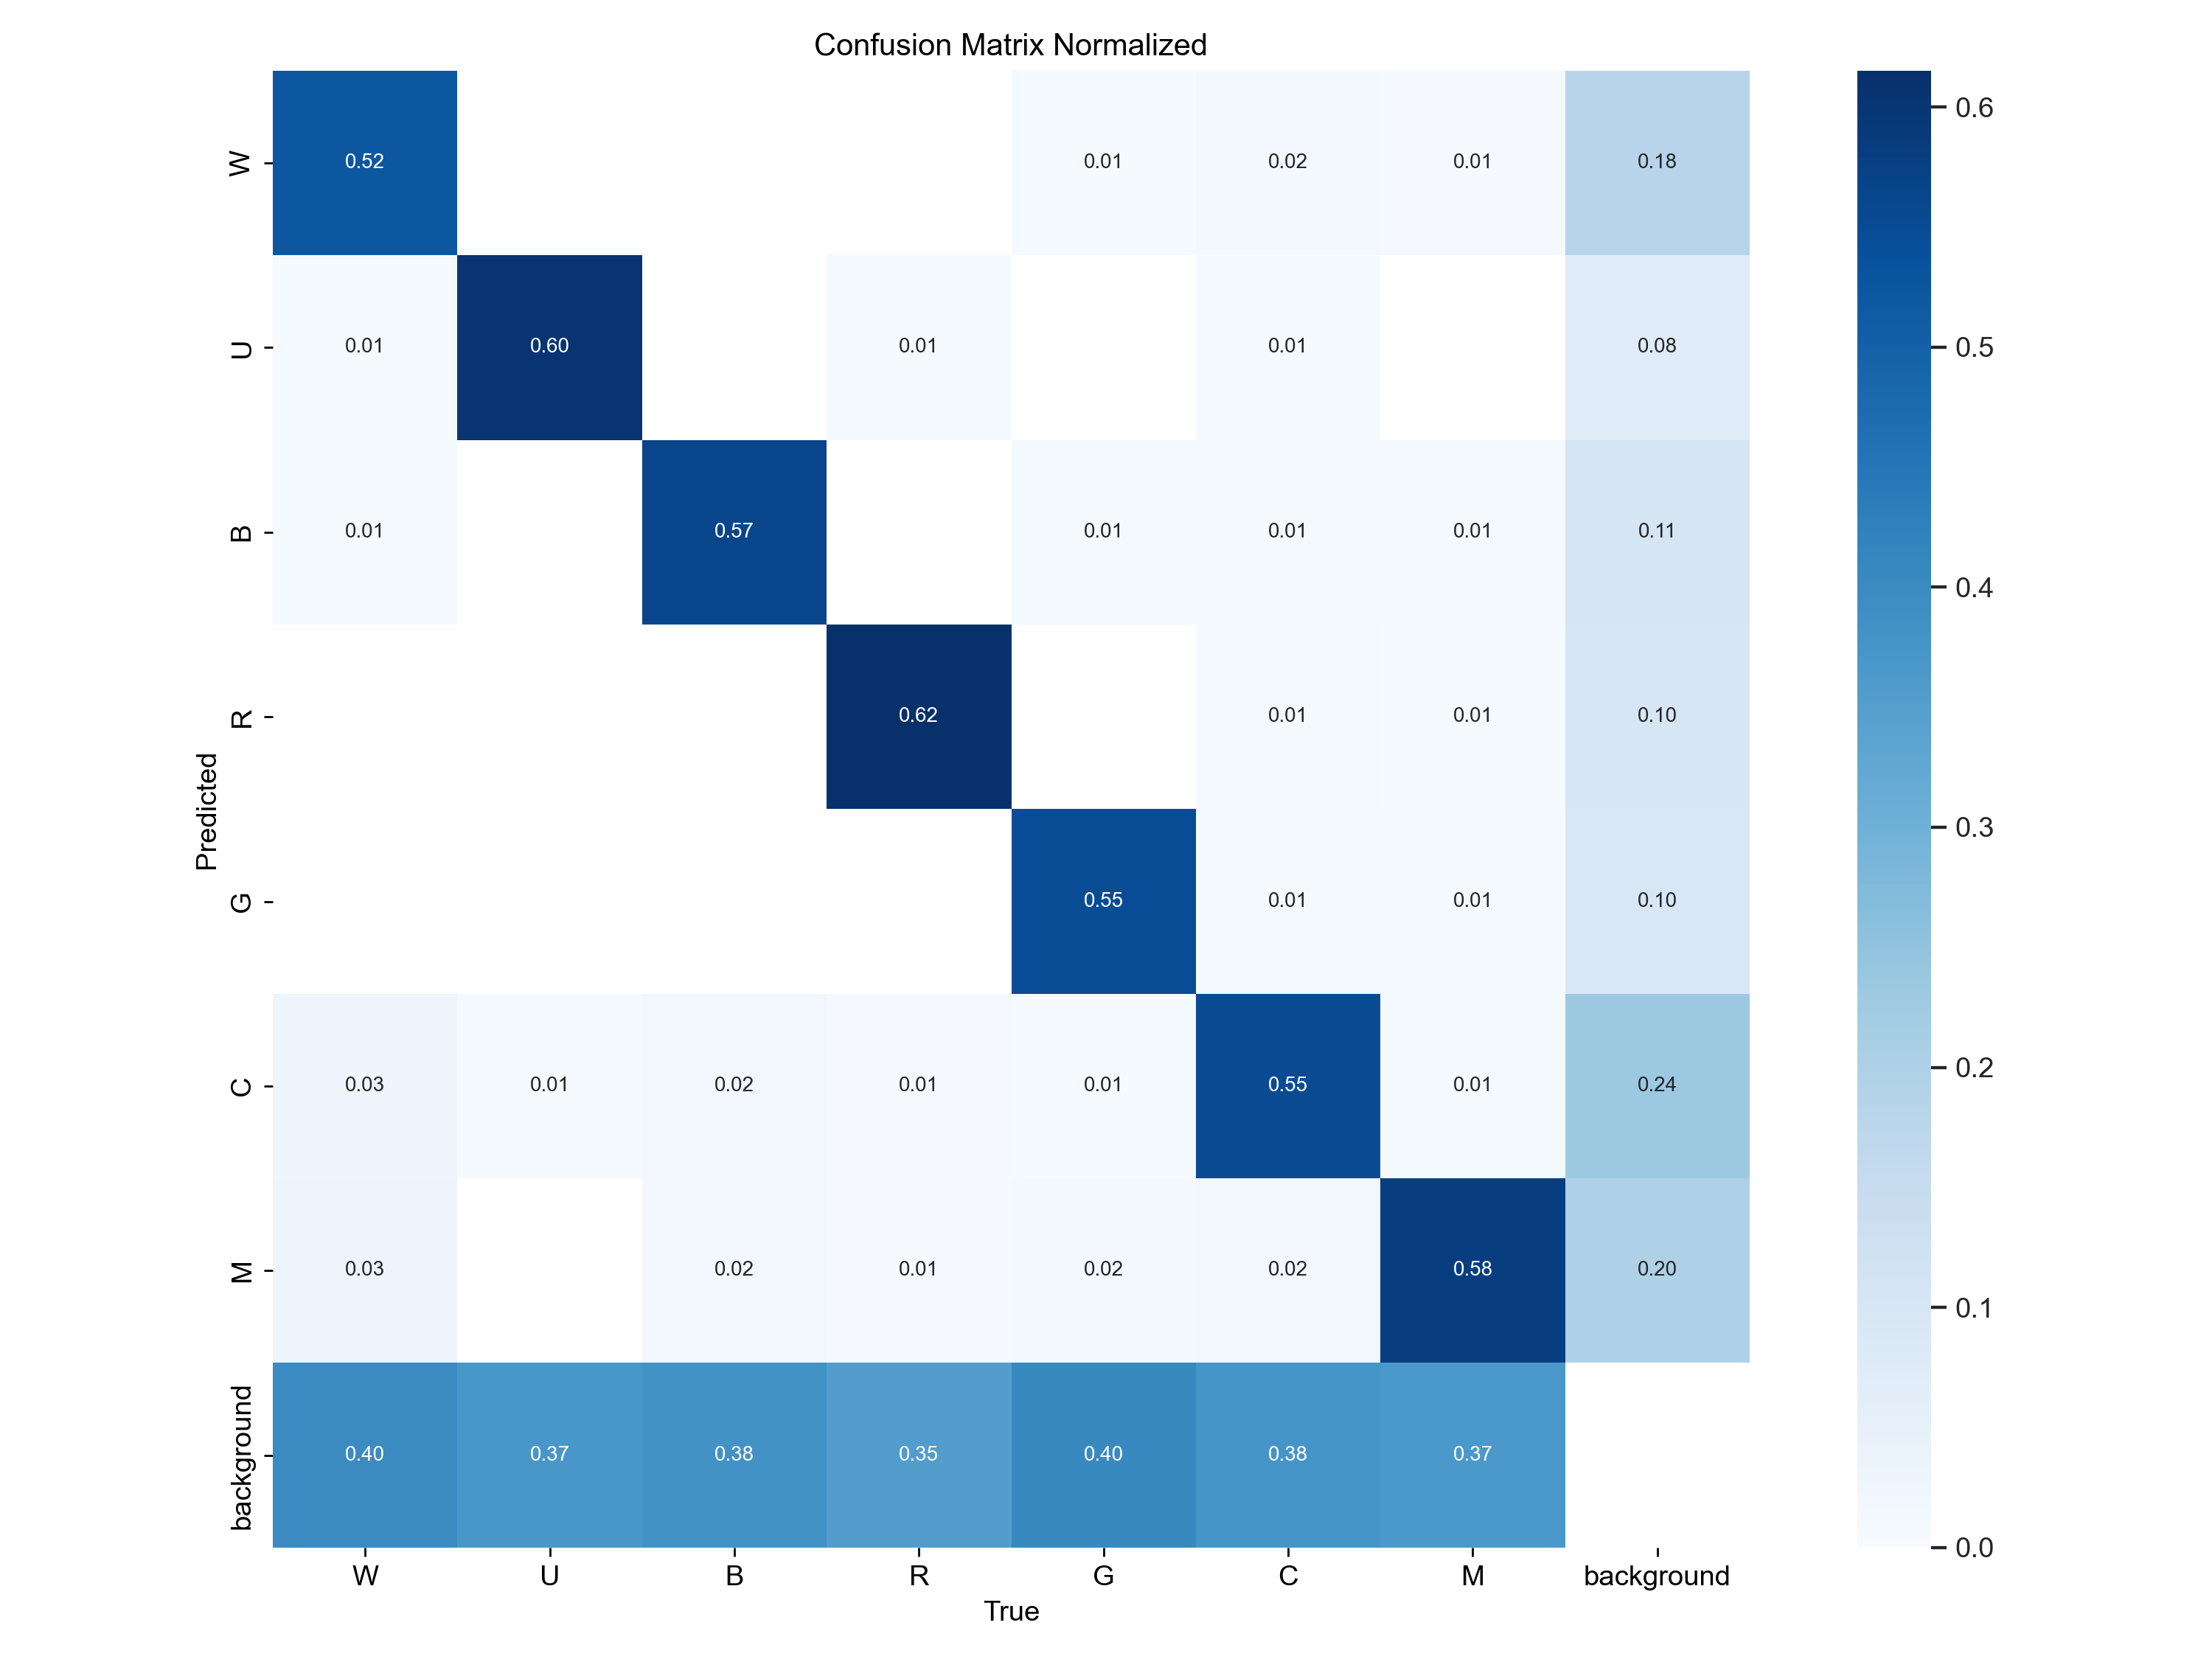 Confusion Matrix Normalized
W 0.52 0.01 0.02 0.01 0.18
U 0.01 0.60 0.01 0.01 0.08
B 0.01 0.57 0.01 0.01 0.01 0.11
R 0.62 0.01 0.01 0.10
G 0.55 0.01 0.01 0.10
C 0.03 0.01 0.02 0.01 0.01 0.55 0.01 0.24
M 0.03 0.02 0.01 0.02 0.02 0.58 0.20
background 0.40 0.37 0.38 0.35 0.40 0.38 0.37
W U B R G C M background
True
Predicted
0.6
0.5
0.4
0.3
0.2
0.1
0.0